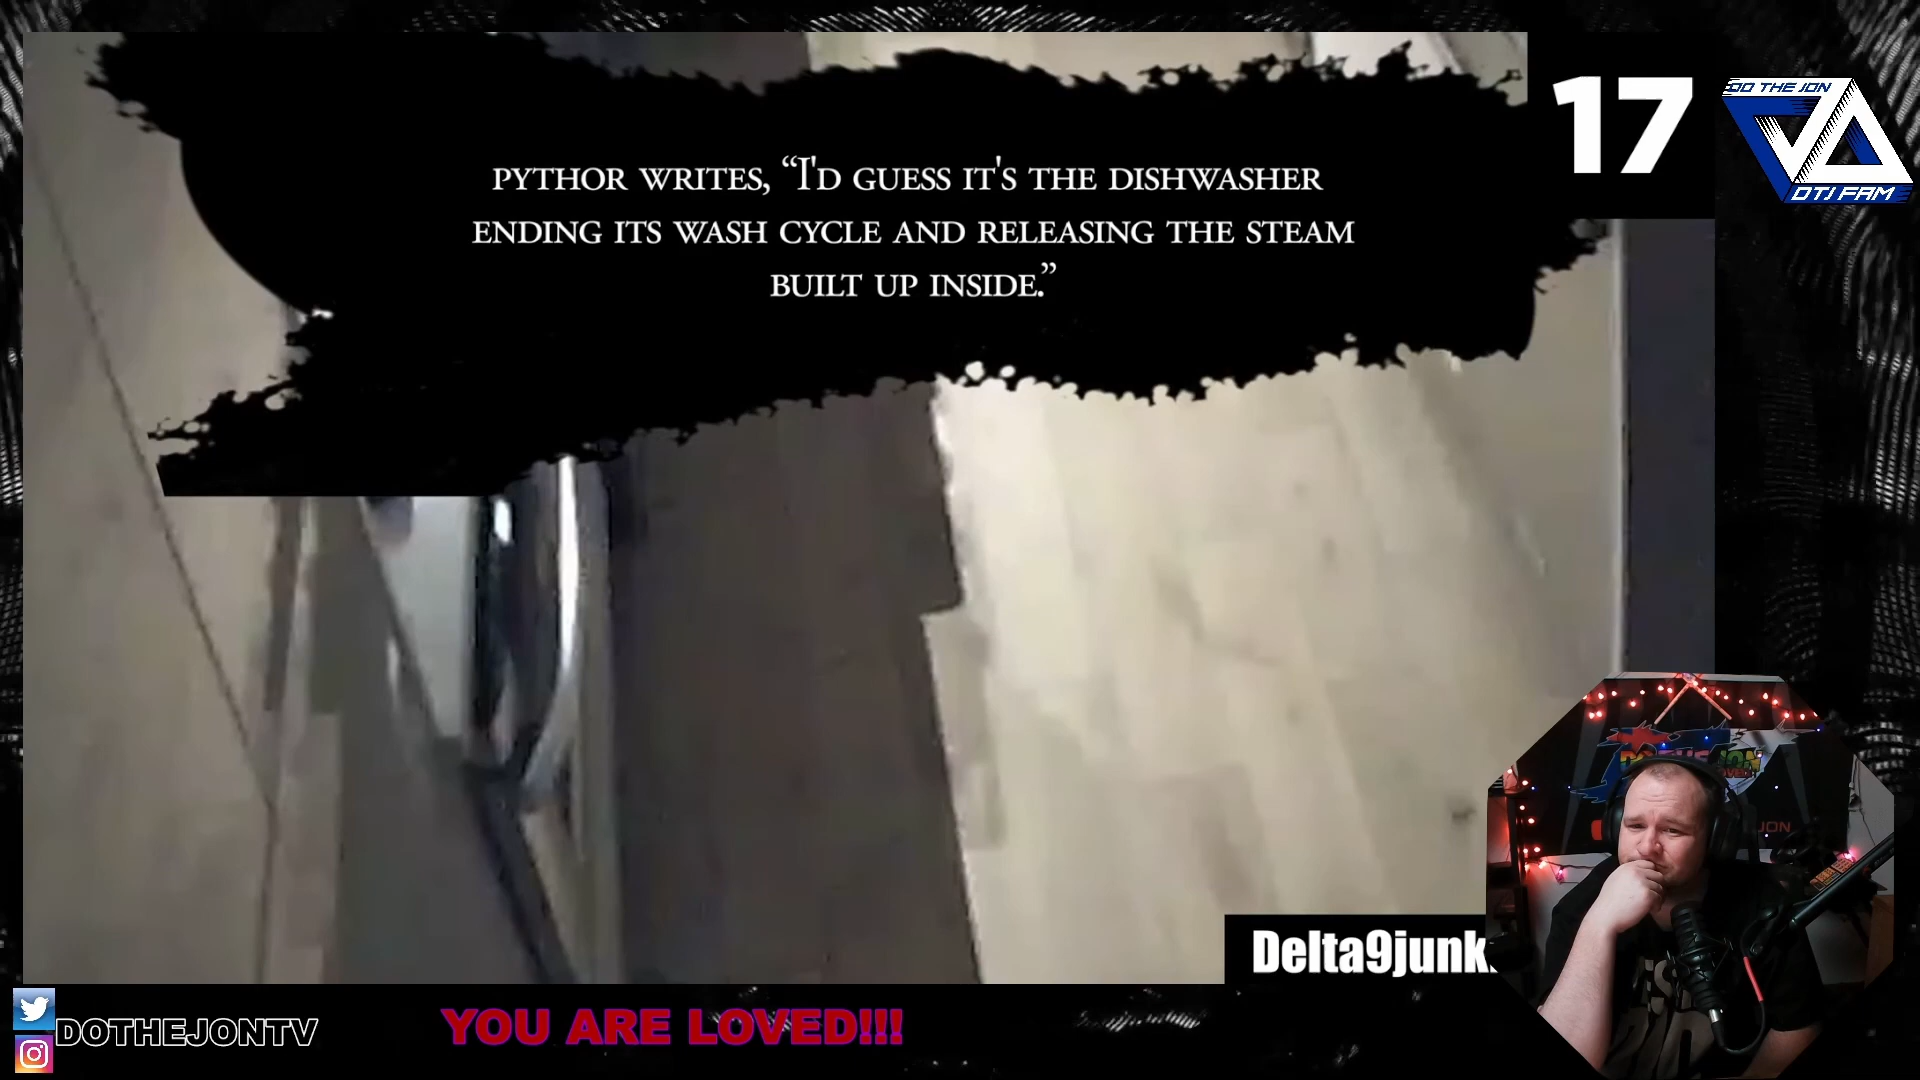 PYTHOR WRITES, “I'D GUESS IT'S THE DISHWASHER
ENDING ITS WASH CYCLE AND RELEASING THE STEAM
BUILT UP INSIDE.”
17
DO THE JON
DTJ FAM
JON
Delta9junk
DOTHEJONTV
YOU ARE LOVED!!!